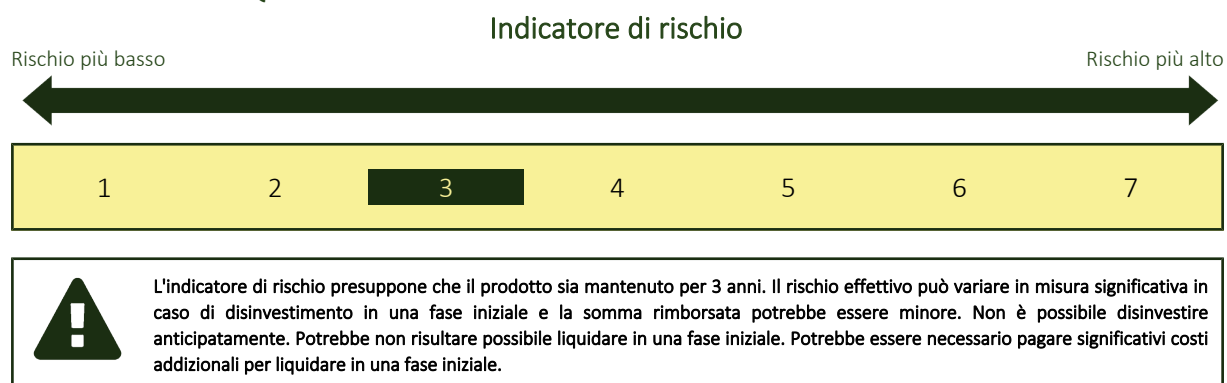 Indicatore di rischio
Rischio più basso
Rischio più alto
1 2 3 4 5 6 7
L'indicatore di rischio presuppone che il prodotto sia mantenuto per 3 anni. Il rischio effettivo può variare in misura significativa in
caso di disinvestimento in una fase iniziale e la somma rimborsata potrebbe essere minore. Non è possibile disinvestire
anticipatamente. Potrebbe non risultare possibile liquidare in una fase iniziale. Potrebbe essere necessario pagare significativi costi
addizionali per liquidare in una fase iniziale.